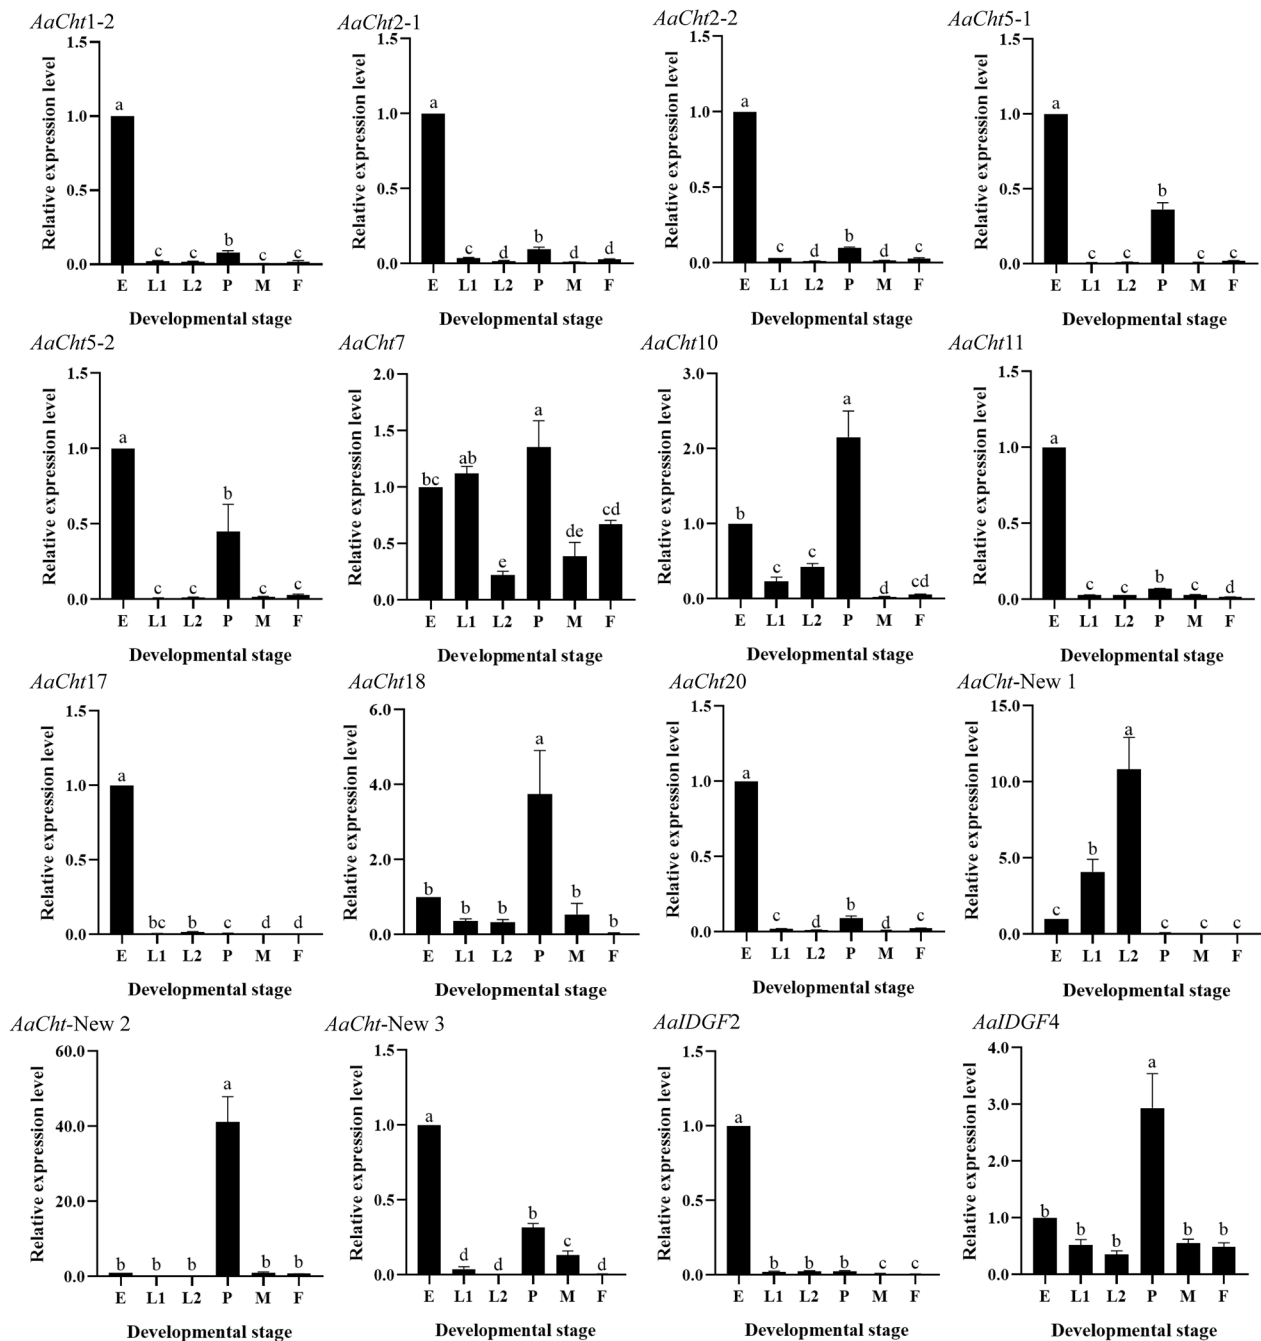 AaCht1-2
Relative expression level
1.5
1.0
0.5
0.0
a
c
c
b
c
c
E L1 L2 P M F
Developmental stage
AaCht2-1
Relative expression level
1.5
1.0
0.5
0.0
a
c
d
b
d
d
E L1 L2 P M F
Developmental stage
AaCht2-2
Relative expression level
1.5
1.0
0.5
0.0
a
c
d
b
d
c
E L1 L2 P M F
Developmental stage
AaCht5-1
Relative expression level
1.5
1.0
0.5
0.0
a
c
c
b
c
c
E L1 L2 P M F
Developmental stage
AaCht5-2
Relative expression level
1.5
1.0
0.5
0.0
a
c
c
b
c
c
E L1 L2 P M F
Developmental stage
AaCht7
Relative expression level
2.0
1.5
1.0
0.5
0.0
bc
ab
e
a
de
cd
E L1 L2 P M F
Developmental stage
AaCht10
Relative expression level
3.0
2.0
1.0
0.0
b
c
c
a
d
cd
E L1 L2 P M F
Developmental stage
AaCht11
Relative expression level
1.5
1.0
0.5
0.0
a
c
c
b
c
d
E L1 L2 P M F
Developmental stage
AaCht17
Relative expression level
1.5
1.0
0.5
0.0
a
bc
b
c
d
d
E L1 L2 P M F
Developmental stage
AaCht18
Relative expression level
6.0
4.0
2.0
0.0
b
b
b
a
b
b
E L1 L2 P M F
Developmental stage
AaCht20
Relative expression level
1.5
1.0
0.5
0.0
a
c
d
b
d
c
E L1 L2 P M F
Developmental stage
AaCht-New 1
Relative expression level
15.0
10.0
5.0
0.0
c
b
a
c
c
c
E L1 L2 P M F
Developmental stage
AaCht-New 2
Relative expression level
60.0
40.0
20.0
0.0
b
b
b
a
b
b
E L1 L2 P M F
Developmental stage
AaCht-New 3
Relative expression level
1.5
1.0
0.5
0.0
a
d
d
b
c
d
E L1 L2 P M F
Developmental stage
AaIDGF2
Relative expression level
1.5
1.0
0.5
0.0
a
b
b
b
c
c
E L1 L2 P M F
Developmental stage
AaIDGF4
Relative expression level
4.0
3.0
2.0
1.0
0.0
b
b
b
a
b
b
E L1 L2 P M F
Developmental stage